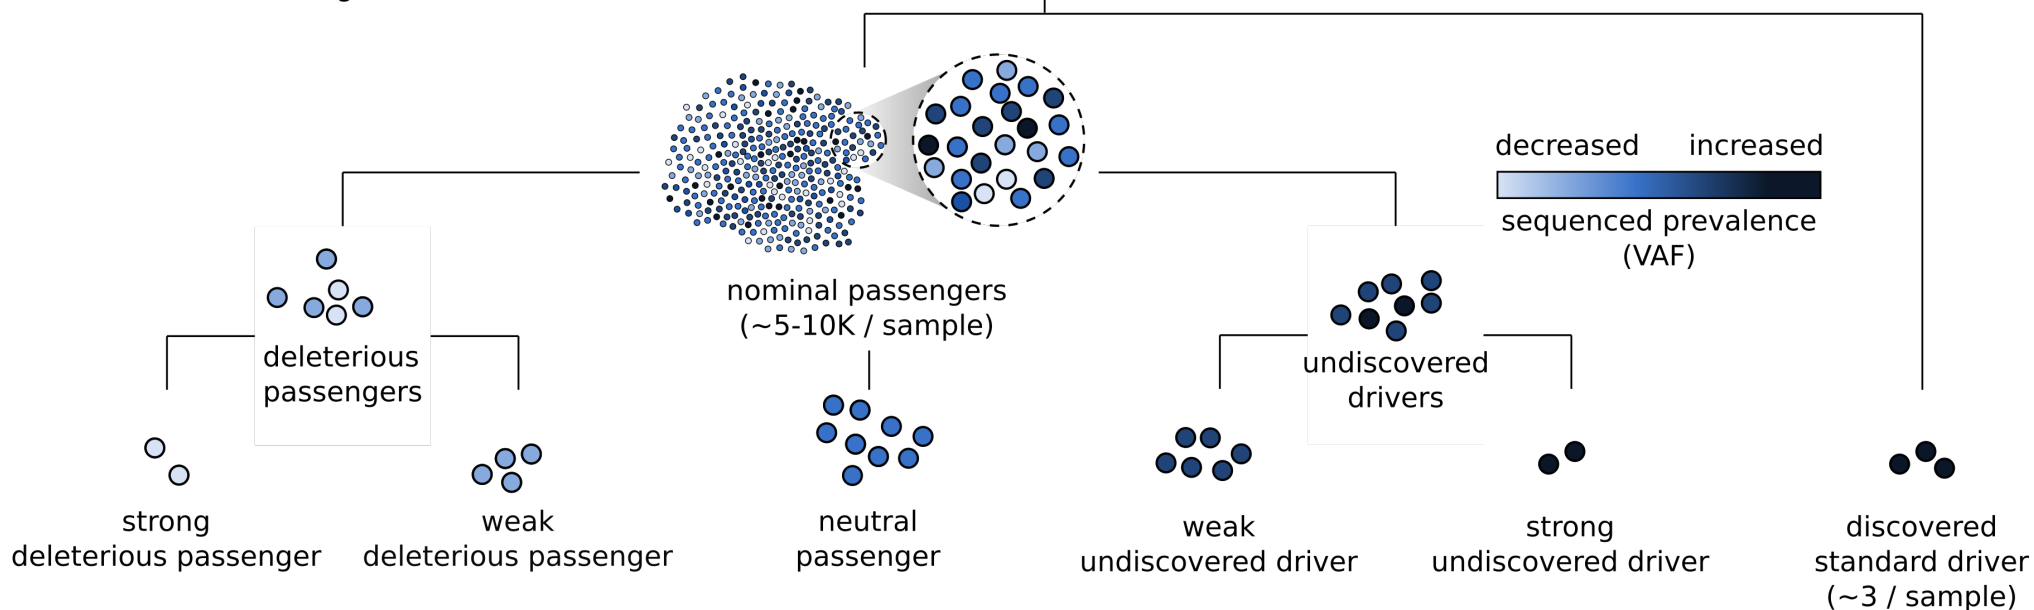 decreased increased
sequenced prevalence
(VAF)
nominal passengers
(~5-10K / sample)
deleterious
passengers
undiscovered
drivers
strong
deleterious passenger
weak
deleterious passenger
neutral
passenger
weak
undiscovered driver
strong
undiscovered driver
discovered
standard driver
(~3 / sample)